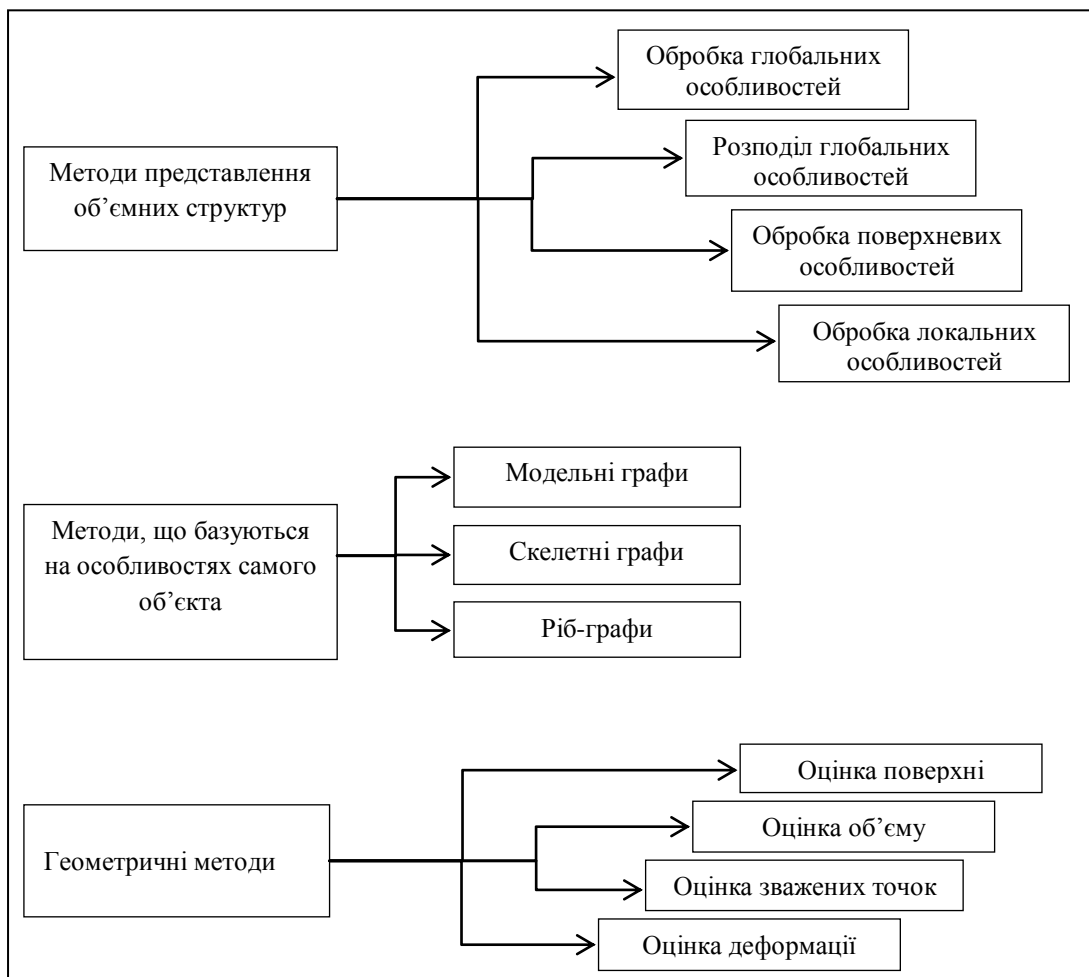 Обробка глобальних
особливостей
Методи представлення
об’ємних структур
Розподіл глобальних
особливостей
Обробка поверхневих
особливостей
Обробка локальних
особливостей
Методи, що базуються
на особливостях самого
об’єкта
Модельні графи
Скелетні графи
Ріб-графи
Геометричні методи
Оцінка поверхні
Оцінка об’єму
Оцінка зважених точок
Оцінка деформації